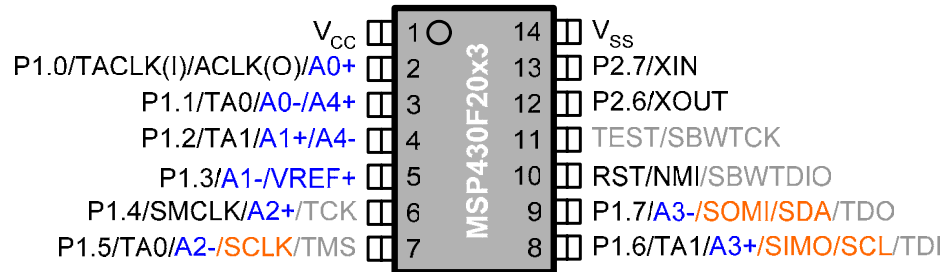 VCC 1 14 VSS
P1.0/TACLK(I)/ACLK(O)/A0+ 2 13 P2.7/XIN
P1.1/TA0/A0-/A4+ 3 12 P2.6/XOUT
P1.2/TA1/A1+/A4- 4 11 TEST/SBWTCK
P1.3/A1-/VREF+ 5 10 RST/NMI/SBWTDIO
P1.4/SMCLK/A2+/TCK 6 9 P1.7/A3-/SOMI/SDA/TDO
P1.5/TA0/A2-/SCLK/TMS 7 8 P1.6/TA1/A3+/SIMO/SCL/TDI
MSP430F20x3